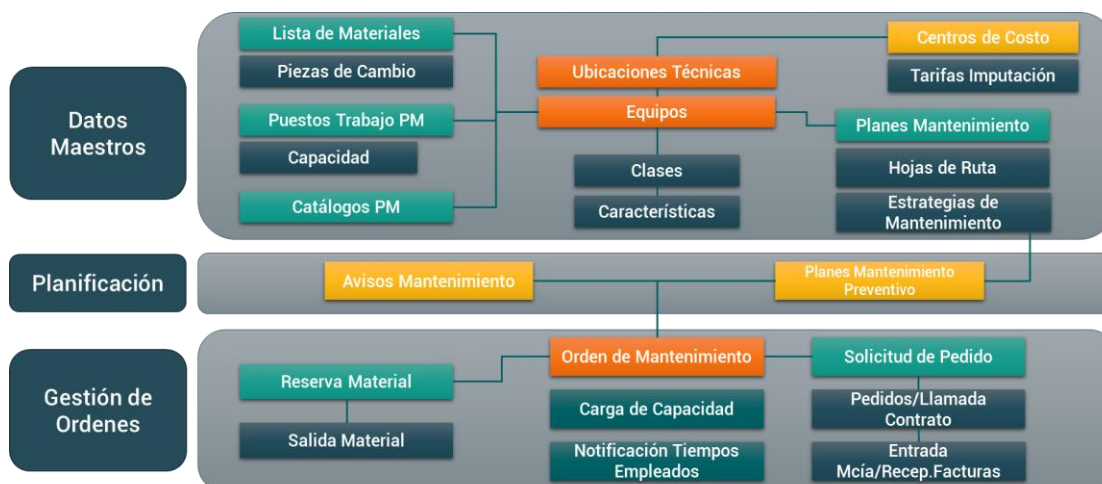 Datos
Maestros
Lista de Materiales
Piezas de Cambio
Puestos Trabajo PM
Capacidad
Catálogos PM
Ubicaciones Técnicas
Equipos
Clases
Características
Centros de Costo
Tarifas Imputación
Planes Mantenimiento
Hojas de Ruta
Estrategias de
Mantenimiento
Planificación
Avisos Mantenimiento
Planes Mantenimiento
Preventivo
Gestión de
Ordenes
Reserva Material
Salida Material
Orden de Mantenimiento
Carga de Capacidad
Notificación Tiempos
Empleados
Solicitud de Pedido
Pedidos/Llamada
Contrato
Entrada
Mcía/Recep.Facturas